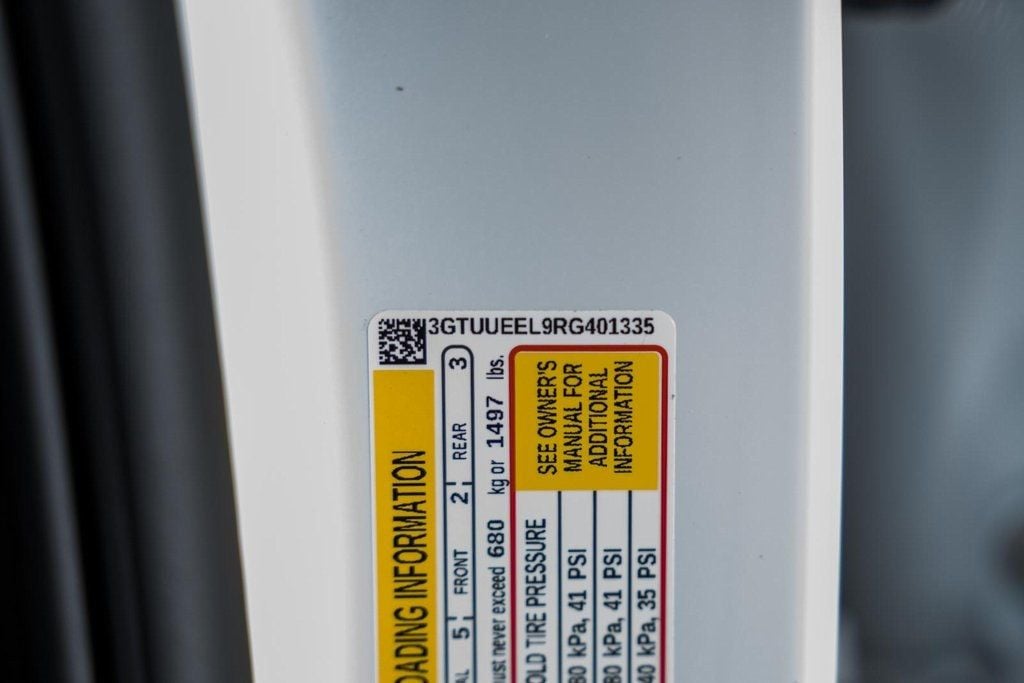 3GTUUEEL9RG401335
OADING INFORMATION
AL 5 FRONT 2 REAR 3
ust never exceed 680 kg or 1497 lbs.
OLD TIRE PRESSURE
80 kPa, 41 PSI
80 kPa, 41 PSI
40 kPa, 35 PSI
SEE OWNER'S
MANUAL FOR
ADDITIONAL
INFORMATION